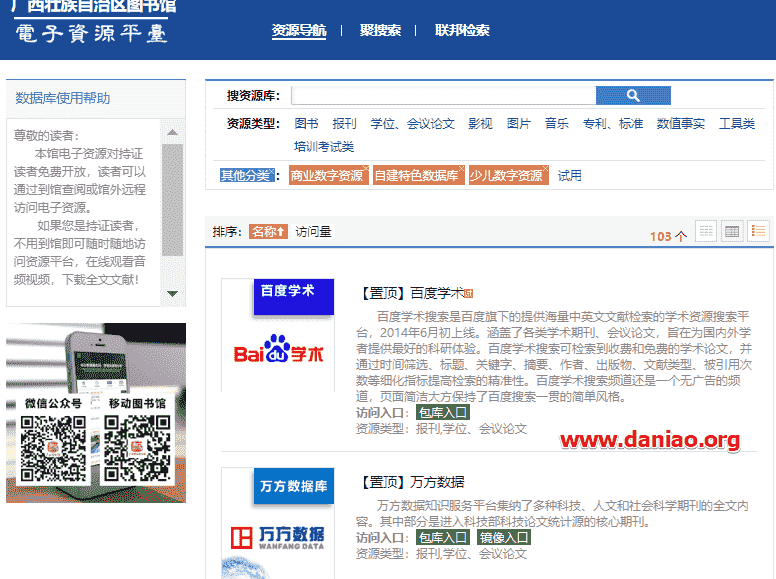 广西壮族自治区图书馆
電子資源平臺
资源导航 | 聚搜索 | 联邦检索
数据库使用帮助
尊敬的读者：
本馆电子资源对持证
读者免费开放，读者可以
通过到馆查阅或馆外远程
访问电子资源。
如果您是持证读者，
不用到馆即可随时随地访
问资源平台，在线观看音
频视频，下载全文文献！
微信公众号 移动图书馆
搜资源库：
资源类型： 图书 报刊 学位、会议论文 影视 图片 音乐 专利、标准 数值事实 工具类
培训考试类
其他分类： 商业数字资源 自建特色数据库 少儿数字资源 试用
排序： 名称↑ 访问量 103 个
百度学术
Bai du 学术
【置顶】百度学术
百度学术搜索是百度旗下的提供海量中英文文献检索的学术资源搜索平
台，2014年6月初上线。涵盖了各类学术期刊、会议论文，旨在为国内外学
者提供最好的科研体验。百度学术搜索可检索到收费和免费的学术论文，并
通过时间筛选、标题、关键字、摘要、作者、出版物、文献类型、被引用次
数等细化指标提高检索的精准性。百度学术搜索频道还是一个无广告的频
道，页面简洁大方保持了百度搜索一贯的简单风格。
访问入口： 包库入口
资源类型：报刊,学位、会议论文
www.daniao.org
万方数据库
万方数据
WANFANG DATA
【置顶】万方数据
万方数据知识服务平台集纳了多种科技、人文和社会科学期刊的全文内
容。其中部分是进入科技部科技论文统计源的核心期刊。
访问入口： 包库入口 镜像入口
资源类型：报刊,学位、会议论文